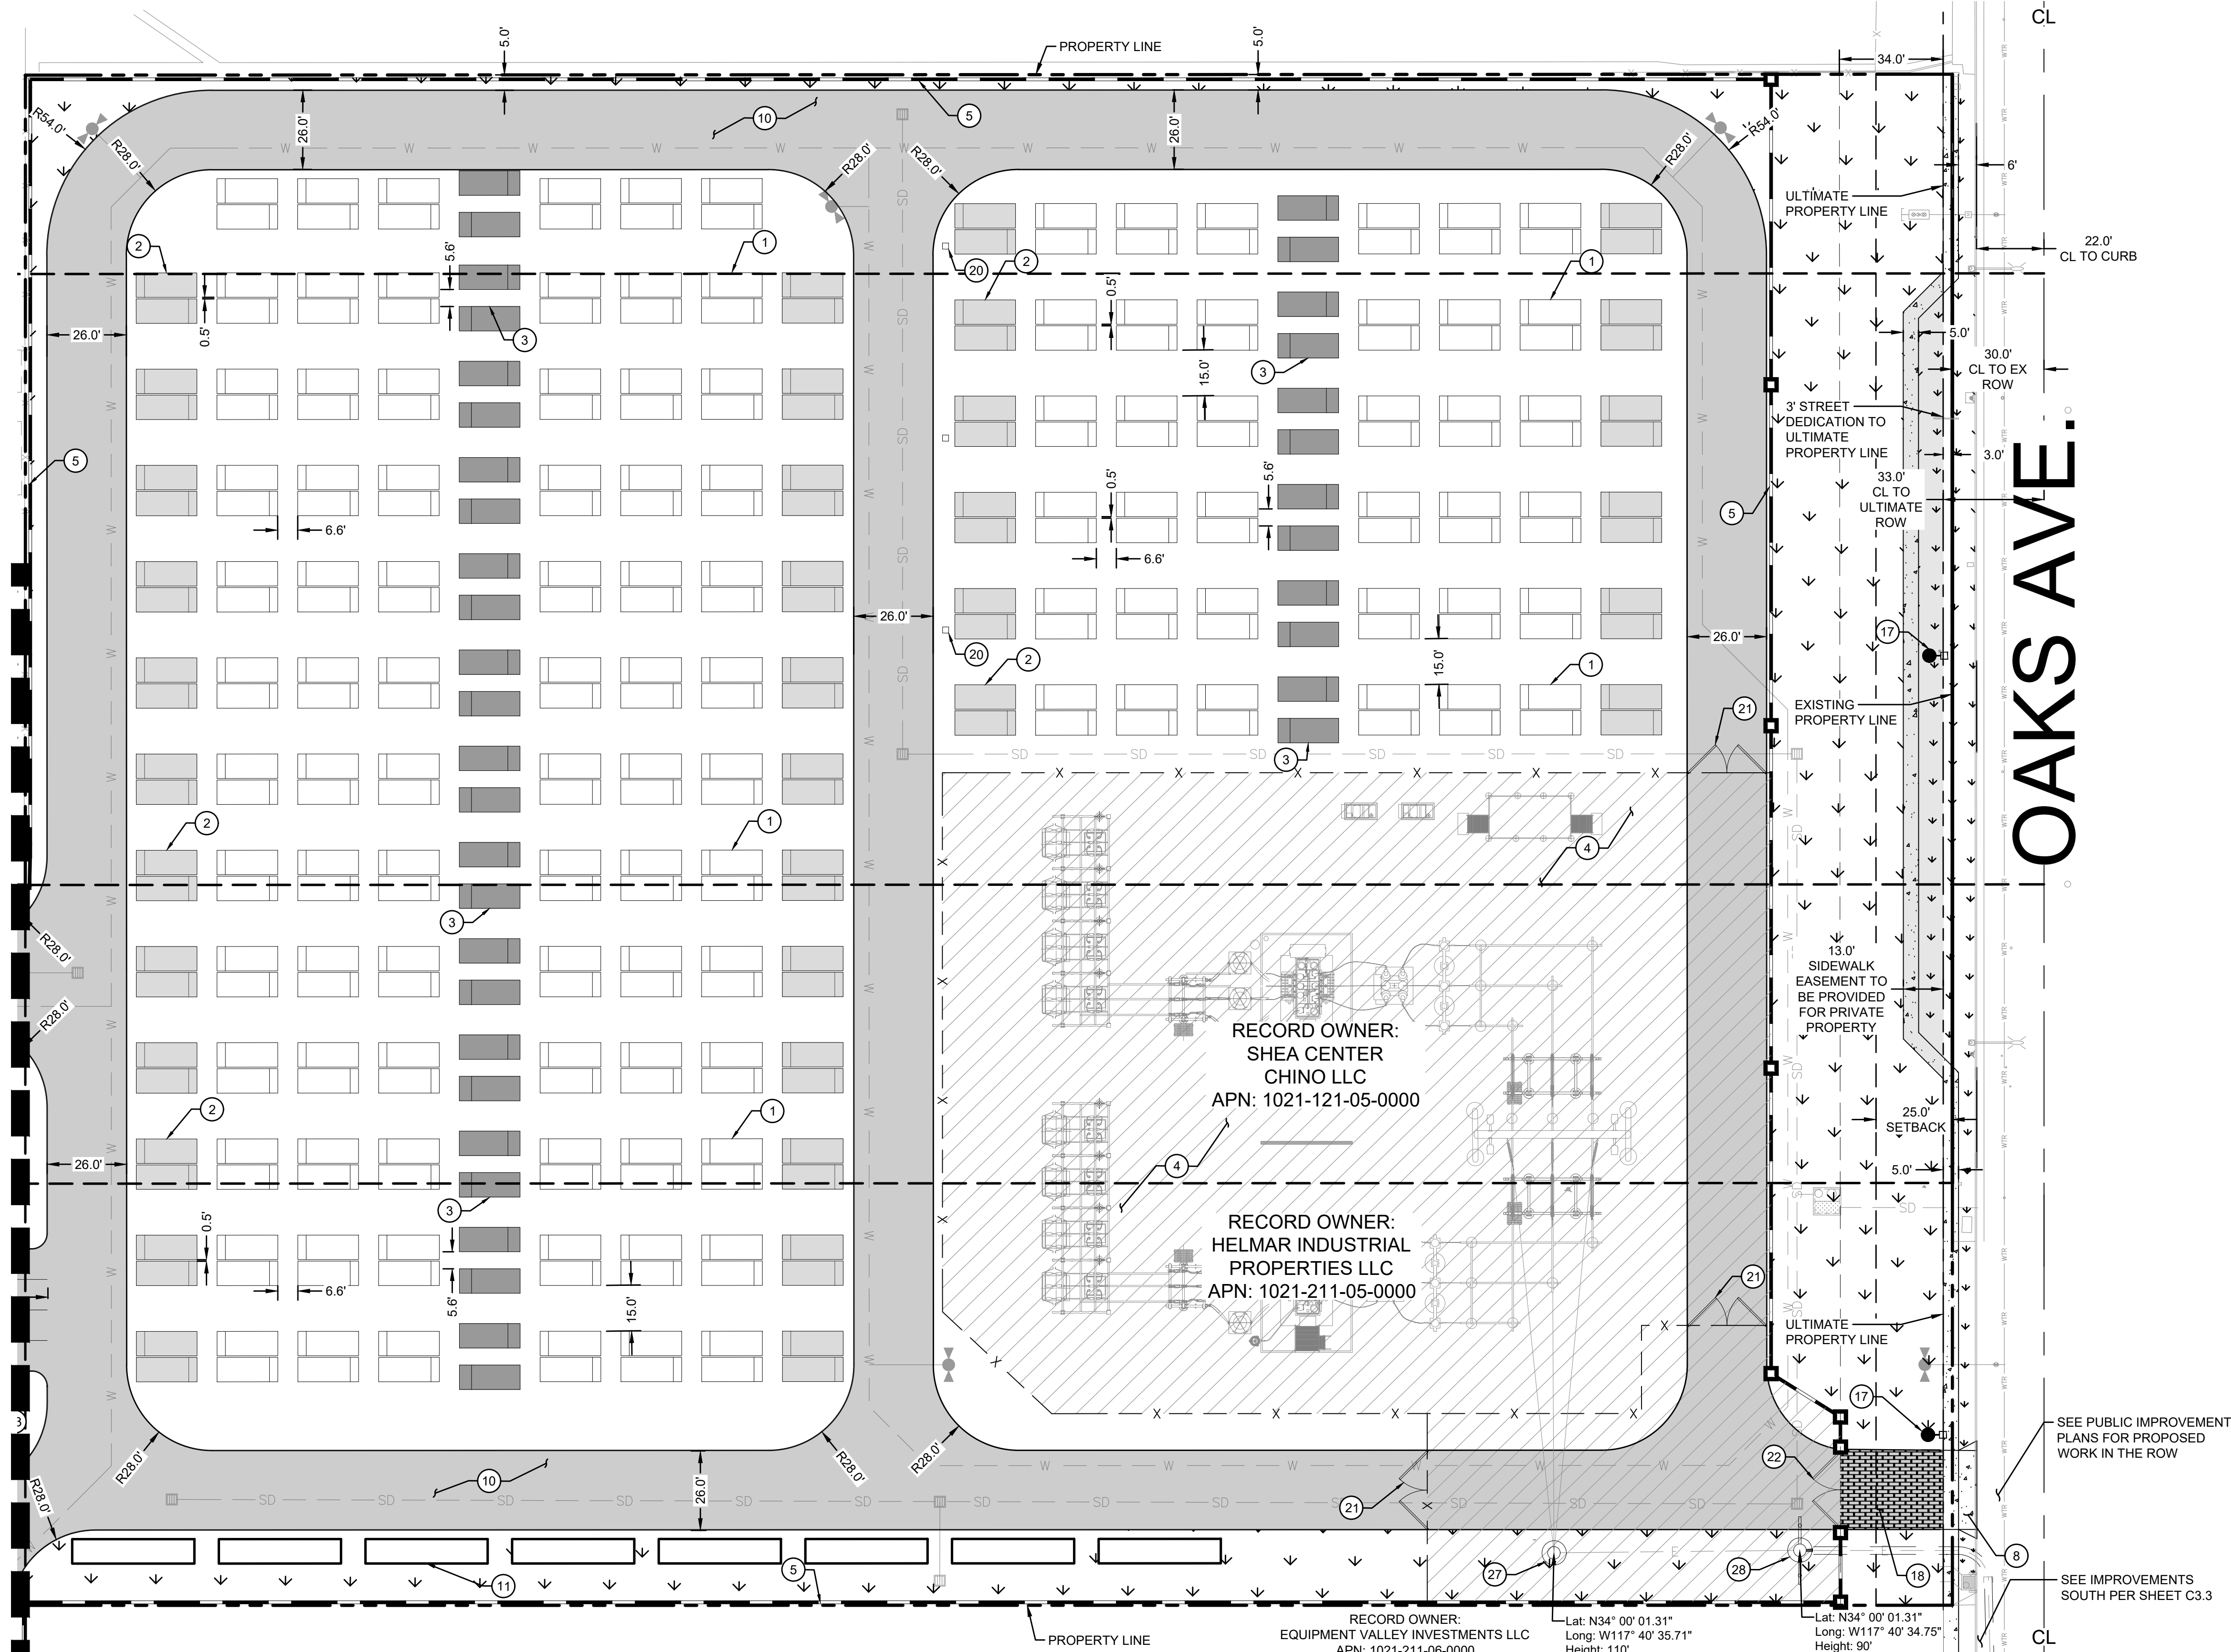 CL
5.0'
PROPERTY LINE
5.0'
34.0'
R54.0'
26.0'
10
5
26.0'
R54.0'
R28.0'
R28.0'
R28.0'
R28.0'
6'
ULTIMATE
PROPERTY LINE
2
5.6'
1
20
2
1
22.0'
CL TO CURB
0.5'
3
26.0'
0.5'
5.0'
15.0'
3
30.0'
CL TO EX
ROW
3' STREET
DEDICATION TO
ULTIMATE
PROPERTY LINE
3.0'
OAKS AVE.
5
0.5'
5.6'
33.0'
CL TO
ULTIMATE
ROW
5
6.6'
6.6'
26.0'
26.0'
17
20
2
15.0'
1
EXISTING
PROPERTY LINE
21
3
2
1
4
3
R28.0'
13.0'
SIDEWALK
EASEMENT TO
BE PROVIDED
FOR PRIVATE
PROPERTY
R28.0'
RECORD OWNER:
SHEA CENTER
CHINO LLC
APN: 1021-121-05-0000
2
1
25.0'
SETBACK
26.0'
4
5.0'
3
0.5'
RECORD OWNER:
HELMAR INDUSTRIAL
PROPERTIES LLC
APN: 1021-211-05-0000
21
6.6'
5.6'
15.0'
ULTIMATE
PROPERTY LINE
17
3
SEE PUBLIC IMPROVEMENT
PLANS FOR PROPOSED
WORK IN THE ROW
R28.0'
R28.0'
R28.0'
R28.0'
10
26.0'
22
21
8
5
11
27
28
18
SEE IMPROVEMENTS
SOUTH PER SHEET C3.3
PROPERTY LINE
RECORD OWNER:
EQUIPMENT VALLEY INVESTMENTS LLC
APN: 1021-211-06-0000
Lat: N34° 00' 01.31"
Long: W117° 40' 35.71"
Height: 110'
Lat: N34° 00' 01.31"
Long: W117° 40' 34.75"
Height: 90'
CL